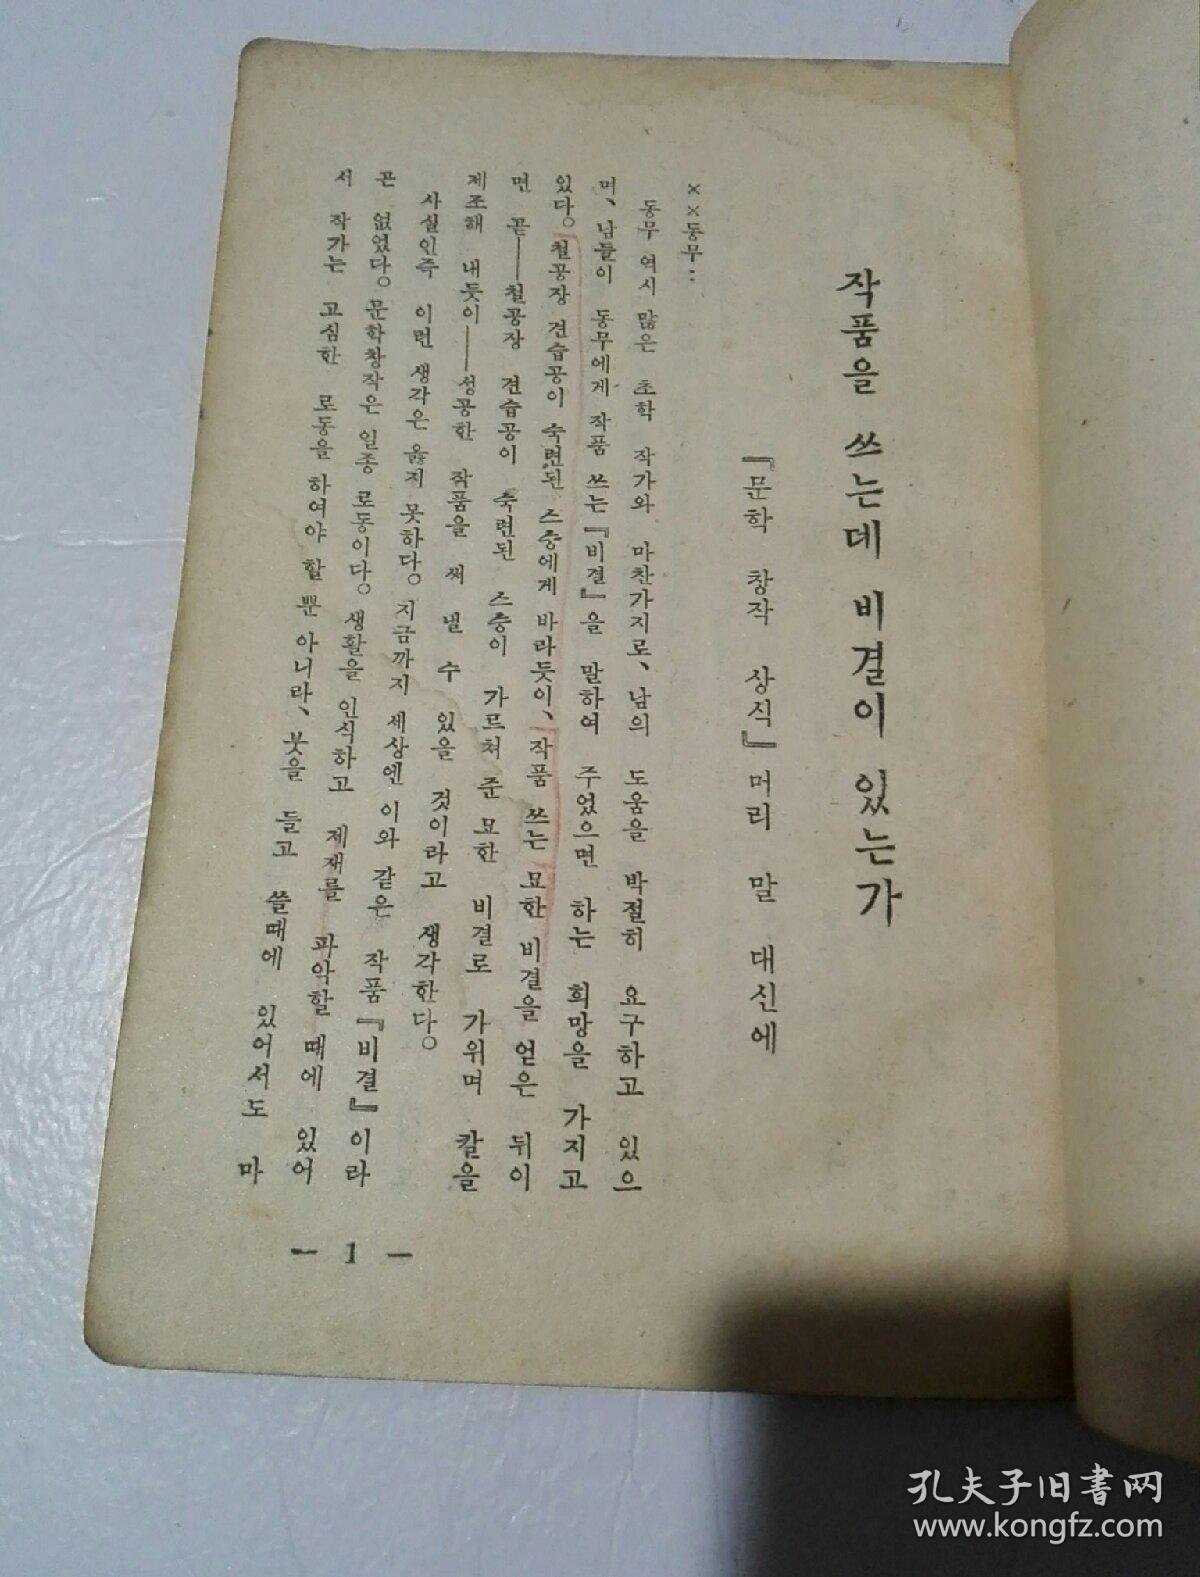 작품을 쓰는데 비결이 있는가
『문학 창작 상식』머리 말 대신에
××동무:
동무 역시 많은 초학 작가와 마찬가지로、남의 도움을 박절히 요구하고 있으
며、남들이 동무에게 작품 쓰는『비결』을 말하여 주었으면 하는 희망을 가지고
있다。철공장 견습공이 숙련된 스승에게 바라듯이、작품 쓰는 묘한 비결을 얻은 뒤이
면 곧——철공장 견습공이 숙련된 스승이 가르쳐 준 묘한 비결로 가위며 칼을
제조해 내듯이——성공한 작품을 써 낼 수 있을 것이라고 생각한다。
사실인즉 이런 생각은 옳지 못하다。지금까지 세상엔 이와 같은 작품『비결』이라
곤 없었다。문학창작은 일종 로동이다。생활을 인식하고 제재를 파악할 때에 있어
서 작가는 고심한 로동을 하여야 할 뿐 아니라、붓을 들고 쓸때에 있어서도 마
— 1 —
孔夫子旧书网
www.kongfz.com